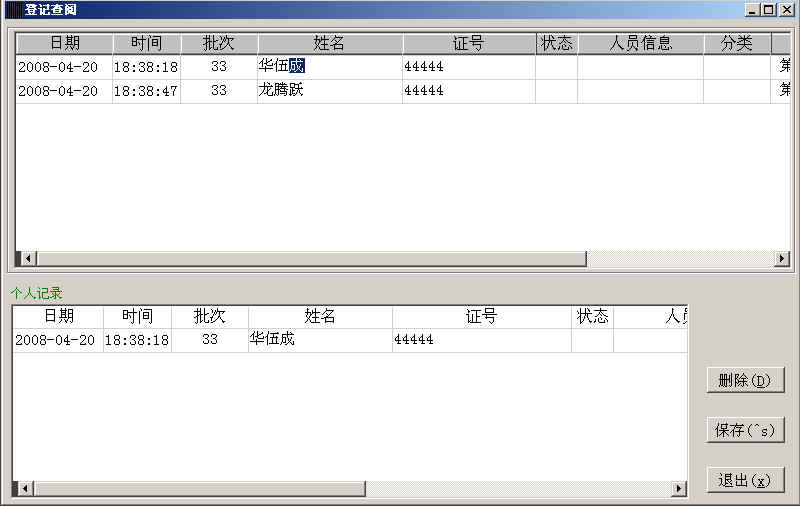 登记查阅
日期 时间 批次 姓名 证号 状态 人员信息 分类
2008-04-20 18:38:18 33 华伍成 44444 第
2008-04-20 18:38:47 33 龙腾跃 44444 第
个人记录
日期 时间 批次 姓名 证号 状态 人员
2008-04-20 18:38:18 33 华伍成 44444
删除(D)
保存(^s)
退出(x)